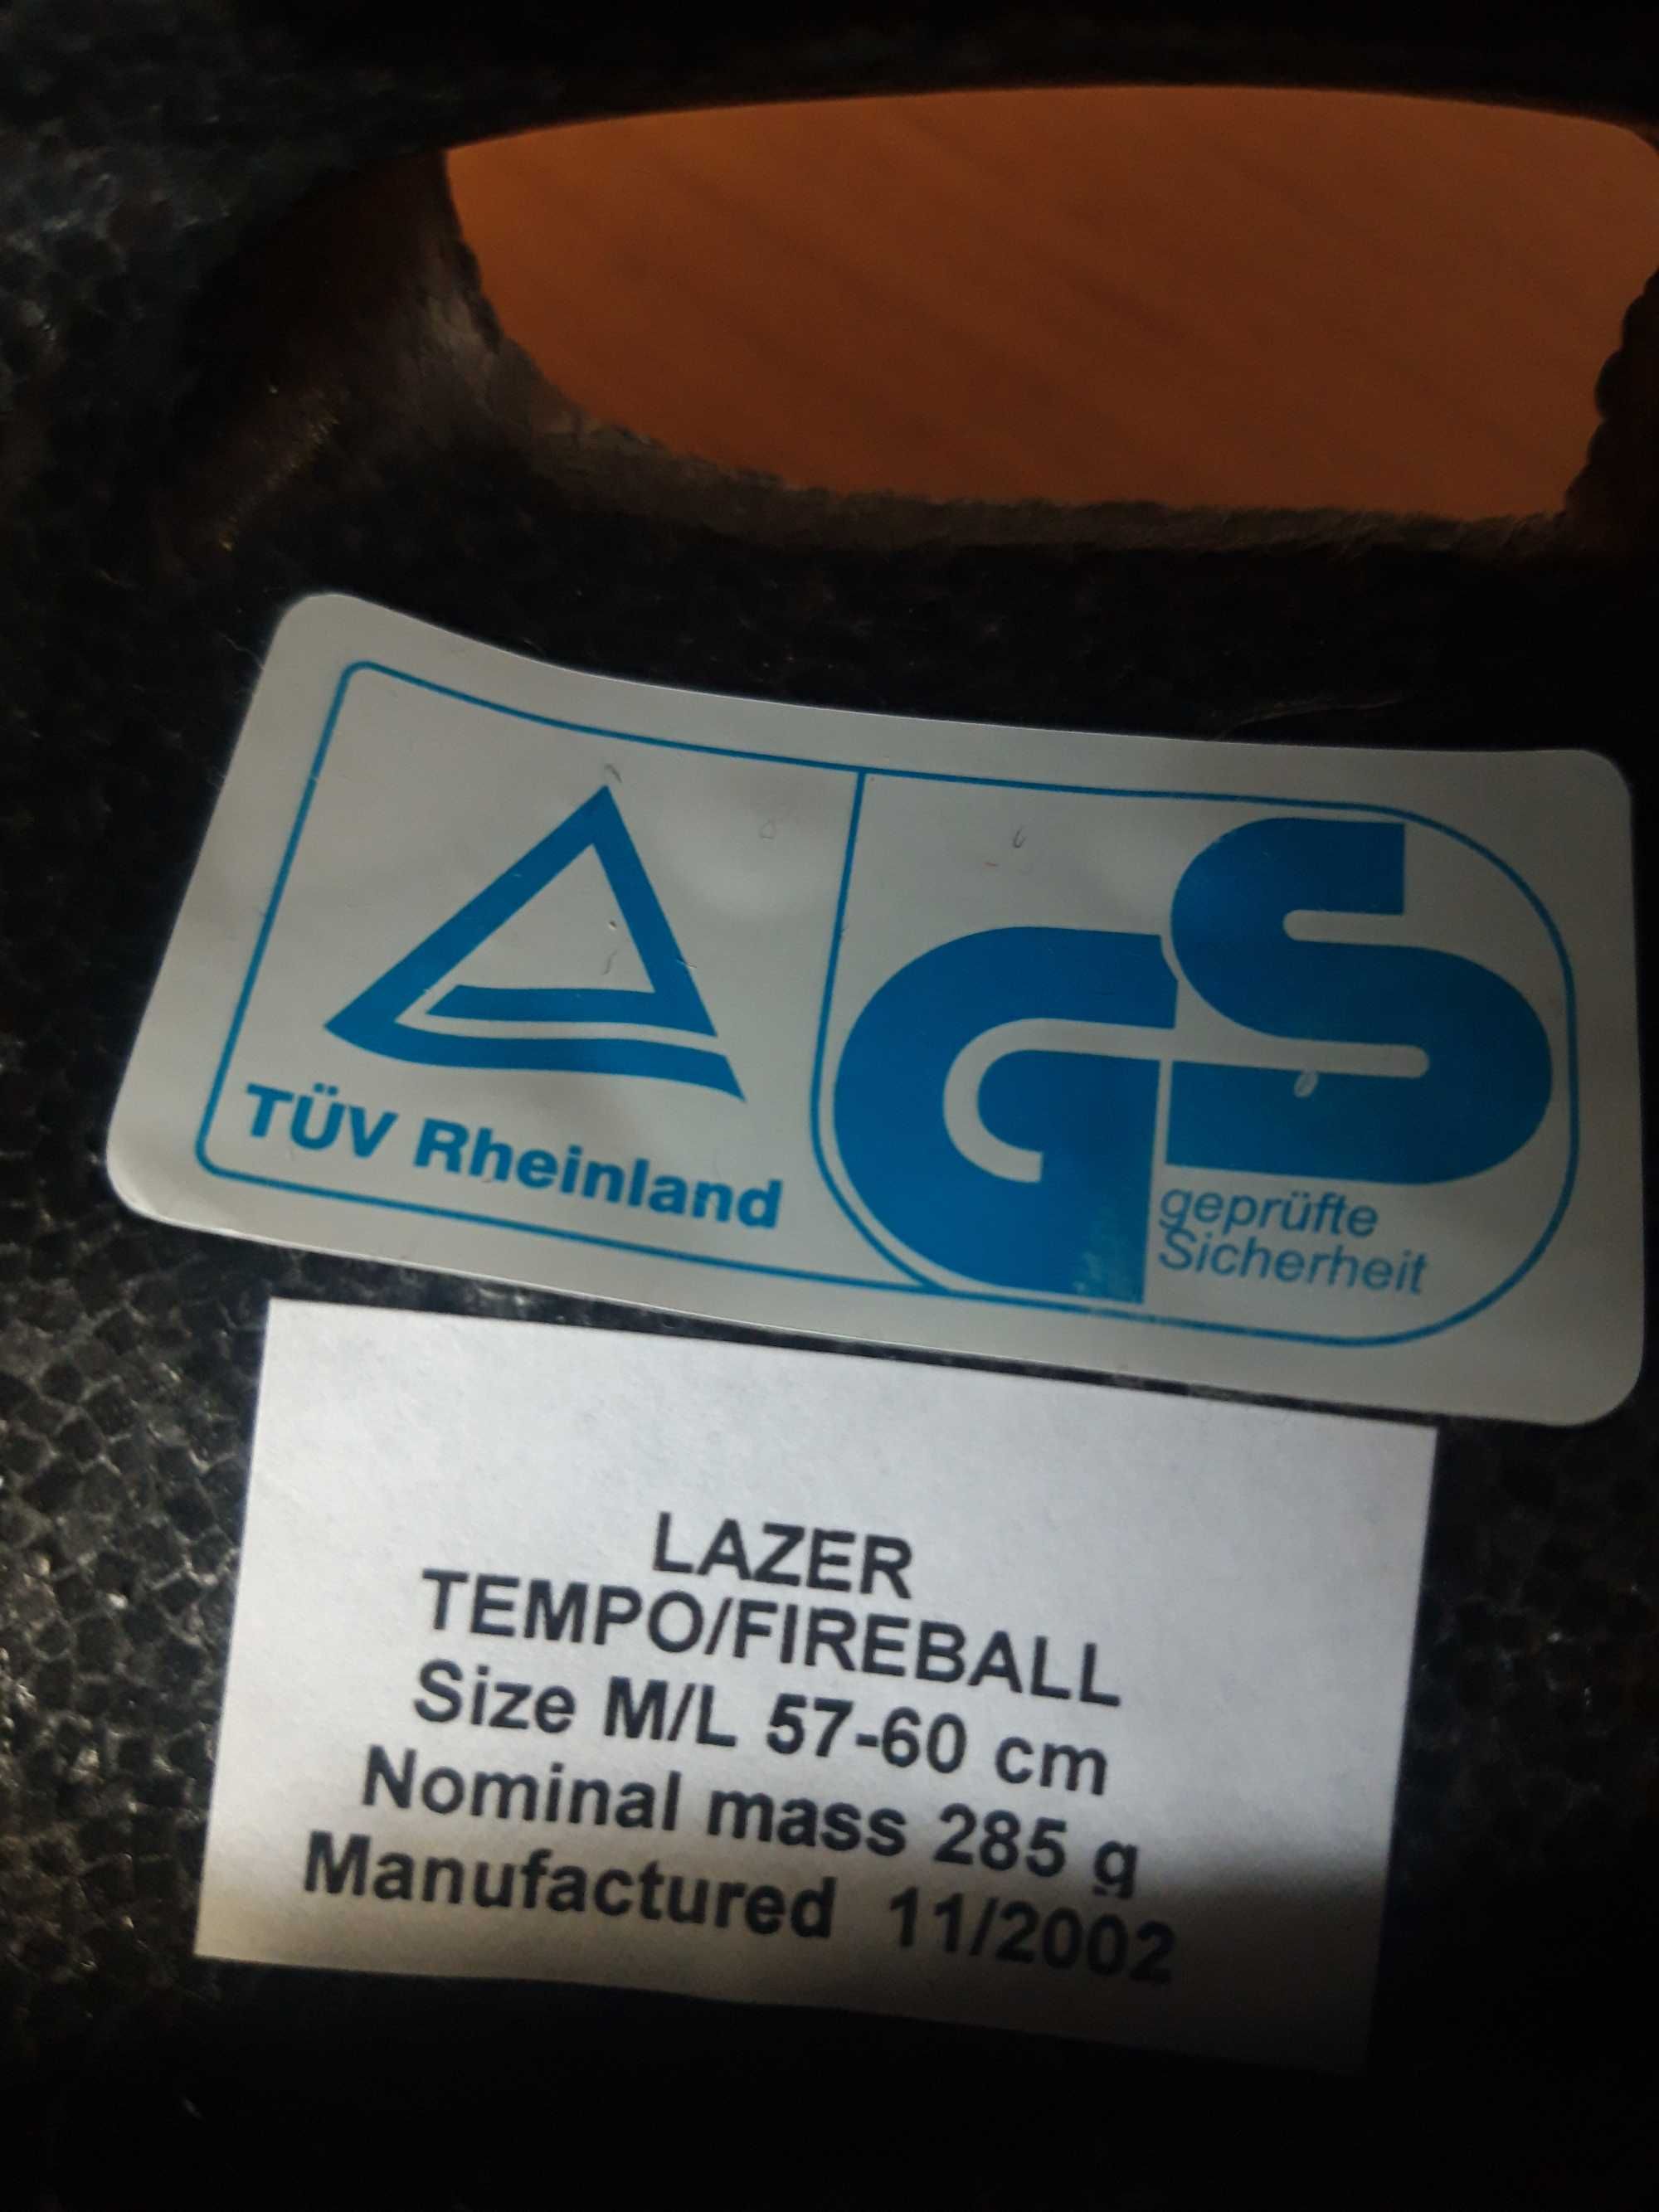 TÜV Rheinland
GS
geprüfte
Sicherheit
LAZER
TEMPO/FIREBALL
Size M/L 57-60 cm
Nominal mass 285 g
Manufactured 11/2002